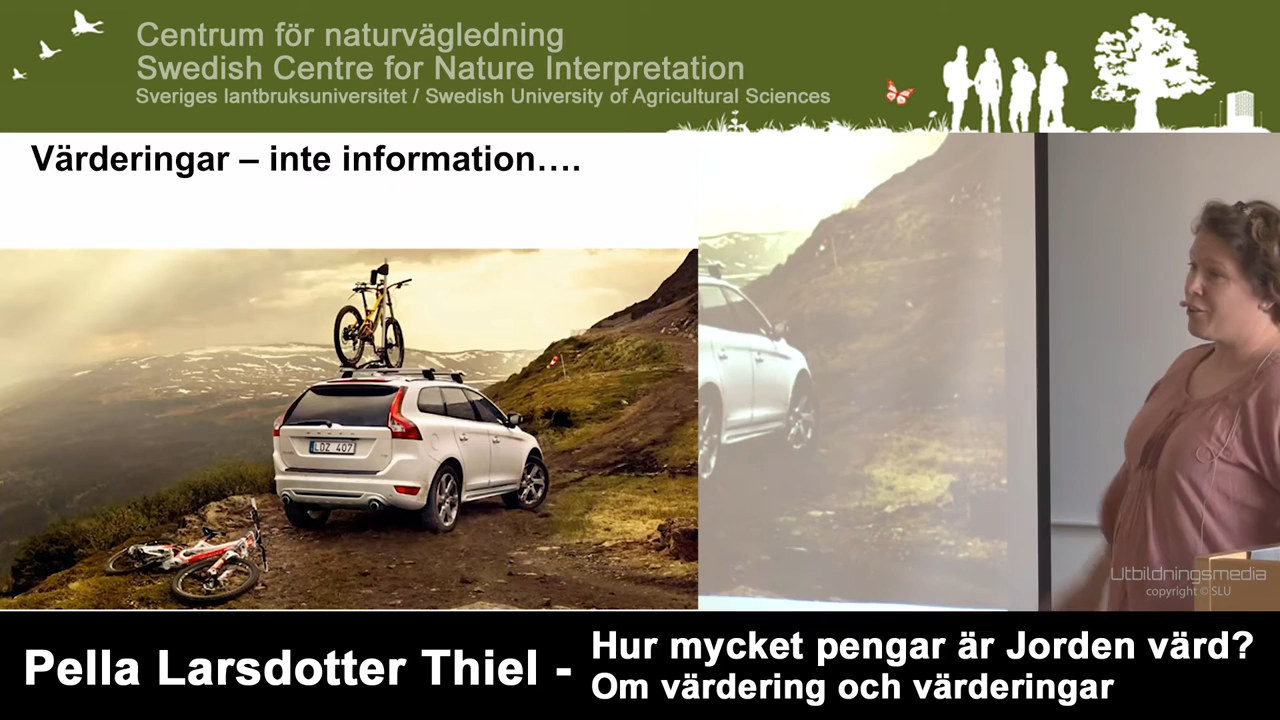 Centrum för naturvägledning
Swedish Centre for Nature Interpretation
Sveriges lantbruksuniversitet / Swedish University of Agricultural Sciences
Värderingar – inte information….
LOZ 407
Utbildningsmedia
copyright © SLU
Pella Larsdotter Thiel -
Hur mycket pengar är Jorden värd?
Om värdering och värderingar